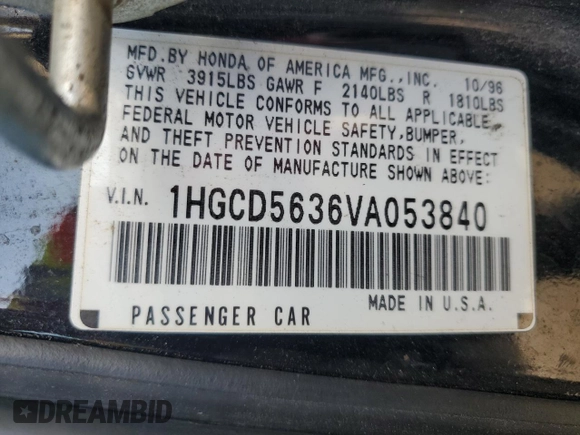 MFD.BY HONDA OF AMERICA MFG.,INC. 10/96
GVWR 3915LBS GAWR F 2140LBS R 1810LBS
THIS VEHICLE CONFORMS TO ALL APPLICABLE
FEDERAL MOTOR VEHICLE SAFETY,BUMPER,
AND THEFT PREVENTION STANDARDS IN EFFECT
ON THE DATE OF MANUFACTURE SHOWN ABOVE:
V.I.N. 1HGCD5636VA053840
PASSENGER CAR MADE IN U.S.A.
DREAMBID